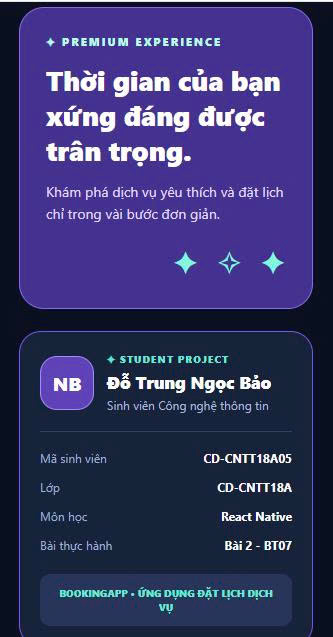 ✦ PREMIUM EXPERIENCE
Thời gian của bạn
xứng đáng được
trân trọng.
Khám phá dịch vụ yêu thích và đặt lịch
chỉ trong vài bước đơn giản.
✦ ✧ ✦
✦ STUDENT PROJECT
NB
Đỗ Trung Ngọc Bảo
Sinh viên Công nghệ thông tin
Mã sinh viên CD-CNTT18A05
Lớp CD-CNTT18A
Môn học React Native
Bài thực hành Bài 2 - BT07
BOOKINGAPP • ỨNG DỤNG ĐẶT LỊCH DỊCH
VỤ